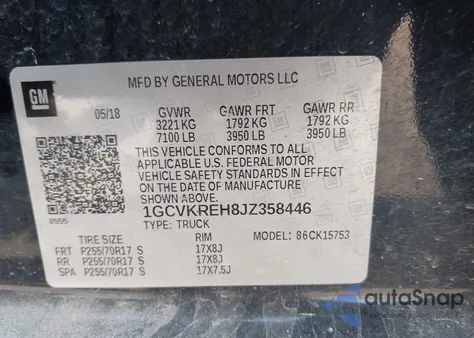 MFD BY GENERAL MOTORS LLC
GM
05/18 GVWR GAWR FRT GAWR RR
3221 KG 1792 KG 1792 KG
7100 LB 3950 LB 3950 LB
THIS VEHICLE CONFORMS TO ALL
APPLICABLE U.S. FEDERAL MOTOR
VEHICLE SAFETY STANDARDS IN EFFECT
ON THE DATE OF MANUFACTURE
SHOWN ABOVE.
1GCVKREH8JZ358446
TYPE: TRUCK MODEL: 86CK15753
TIRE SIZE RIM
FRT P255/70R17 S 17X8J
RR P255/70R17 S 17X8J
SPA P255/70R17 S 17X7.5J
autoSnap